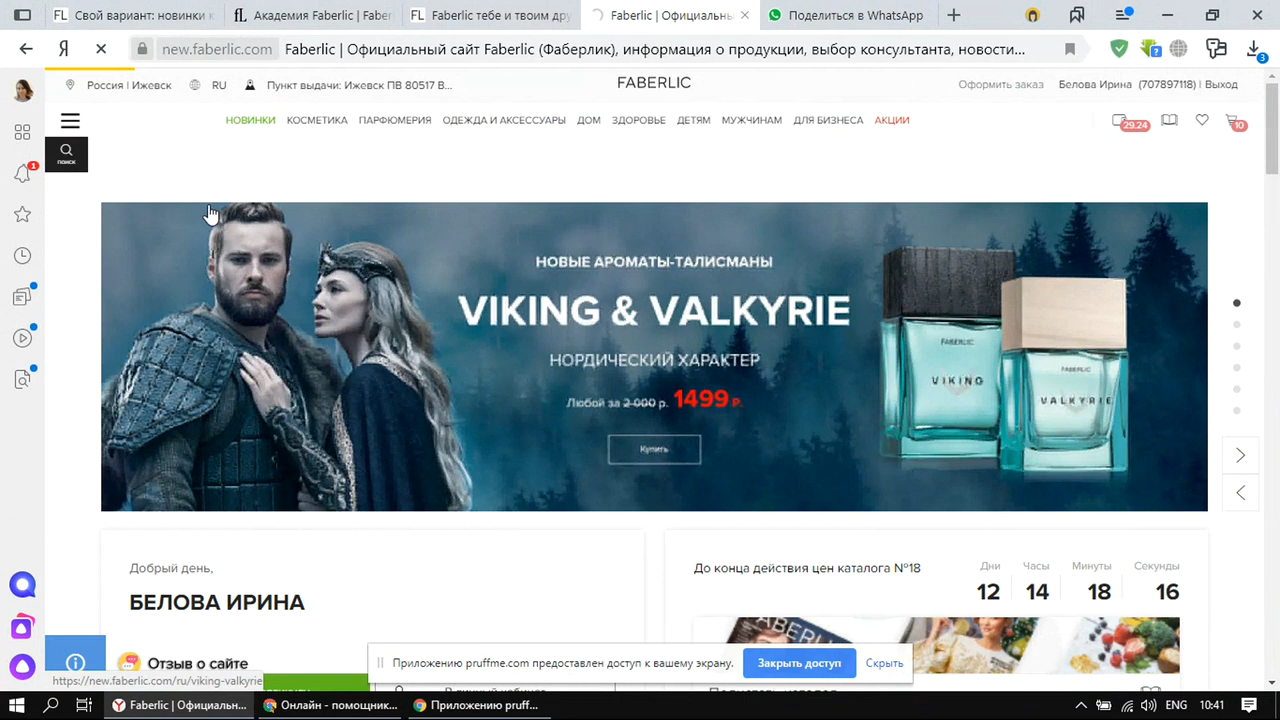 Свой вариант: новинки к
Академия Faberlic | Faberl
Faberlic тебе и твоим дру
Faberlic | Официальны
Поделиться в WhatsApp
new.faberlic.com
Faberlic | Официальный сайт Faberlic (Фаберлик), информация о продукции, выбор консультанта, новости...
3
Россия | Ижевск
RU
Пункт выдачи: Ижевск ПВ 80517 В...
FABERLIC
Оформить заказ
Белова Ирина (707897118) | Выход
НОВИНКИ КОСМЕТИКА ПАРФЮМЕРИЯ ОДЕЖДА И АКСЕССУАРЫ ДОМ ЗДОРОВЬЕ ДЕТЯМ МУЖЧИНАМ ДЛЯ БИЗНЕСА АКЦИИ
29.24
10
ПОИСК
1
НОВЫЕ АРОМАТЫ-ТАЛИСМАНЫ
VIKING & VALKYRIE
НОРДИЧЕСКИЙ ХАРАКТЕР
Любой за 2 000 р. 1499 Р.
Купить
FABERLIC
VIKING
FABERLIC
VALKYRIE
Добрый день,
БЕЛОВА ИРИНА
До конца действия цен каталога №18
Дни Часы Минуты Секунды
12 14 18 16
Отзыв о сайте
Приложению pruffme.com предоставлен доступ к вашему экрану.
Закрыть доступ
Скрыть
https://new.faberlic.com/ru/viking-valkyrie
Faberlic | Официаль...
Онлайн - помощник...
Приложению pruff...
ENG
10:41